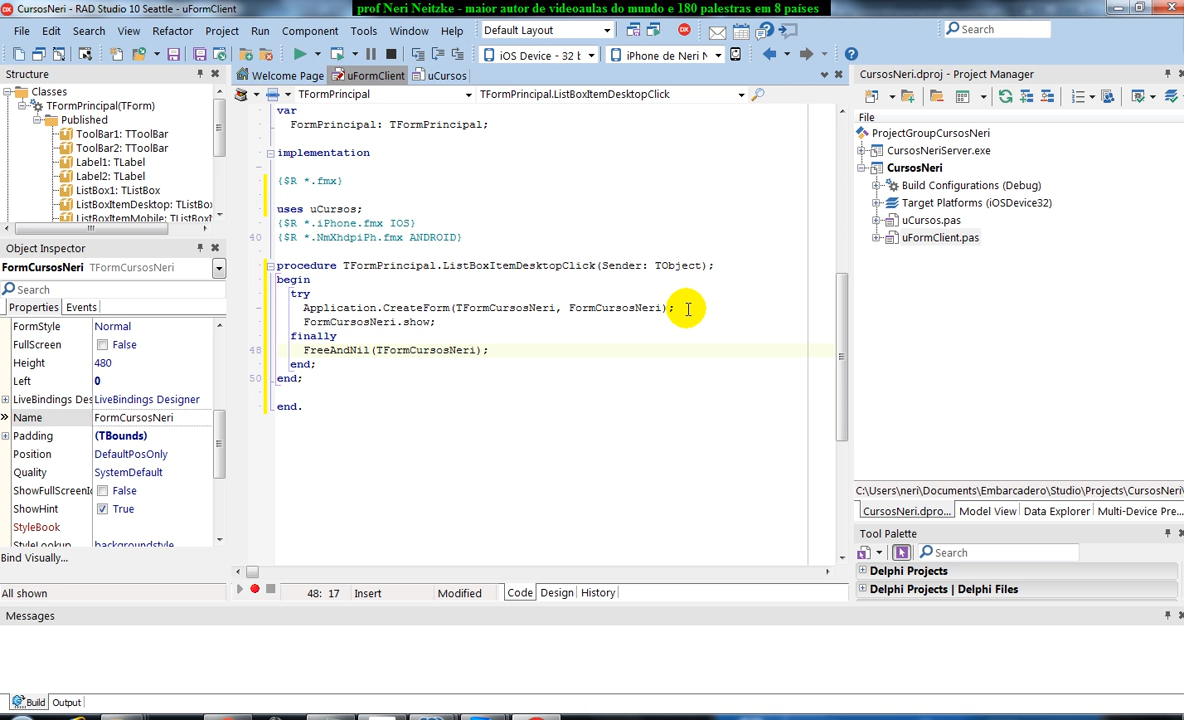 CursosNeri - RAD Studio 10 Seattle - uFormClient
prof Neri Neitzke - maior autor de videoaulas do mundo e 180 palestras em 8 países
File Edit Search View Refactor Project Run Component Tools Window Help
Default Layout
Search
iOS Device - 32 b
iPhone de Neri N
Structure
Classes
TFormPrincipal(TForm)
Published
ToolBar1: TToolBar
ToolBar2: TToolBar
Label1: TLabel
Label2: TLabel
ListBox1: TListBox
ListBoxItemDesktop: TListBox
ListBoxItemMobile: TListBox
Object Inspector
FormCursosNeri TFormCursosNeri
Search
Properties Events
FormStyle Normal
FullScreen False
Height 480
Left 0
LiveBindings Des LiveBindings Designer
Name FormCursosNeri
Padding (TBounds)
Position DefaultPosOnly
Quality SystemDefault
ShowFullScreenIc False
ShowHint True
StyleBook
StyleLookup backgroundstyle
Bind Visually...
All shown
Welcome Page uFormClient uCursos
TFormPrincipal TFormPrincipal.ListBoxItemDesktopClick
var
FormPrincipal: TFormPrincipal;
implementation
{$R *.fmx}
uses uCursos;
{$R *.iPhone.fmx IOS}
40 {$R *.NmXhdpiPh.fmx ANDROID}
procedure TFormPrincipal.ListBoxItemDesktopClick(Sender: TObject);
begin
try
Application.CreateForm(TFormCursosNeri, FormCursosNeri);
FormCursosNeri.show;
finally
48 FreeAndNil(TFormCursosNeri);
end;
50 end;
end.
48: 17 Insert Modified Code Design History
CursosNeri.dproj - Project Manager
File
ProjectGroupCursosNeri
CursosNeriServer.exe
CursosNeri
Build Configurations (Debug)
Target Platforms (iOSDevice32)
uCursos.pas
uFormClient.pas
C:\Users\neri\Documents\Embarcadero\Studio\Projects\CursosNeri\
CursosNeri.dpro... Model View Data Explorer Multi-Device Pre...
Tool Palette
Search
Delphi Projects
Delphi Projects | Delphi Files
Messages
Build Output